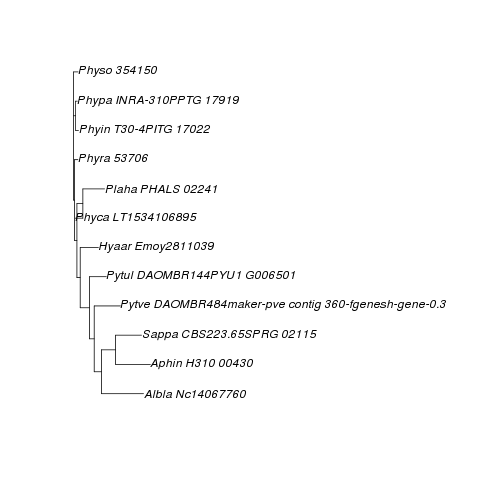 Physo 354150
Phypa INRA-310PPTG 17919
Phyin T30-4PITG 17022
Phyra 53706
Plaha PHALS 02241
Phyca LT1534106895
Hyaar Emoy2811039
Pytul DAOMBR144PYU1 G006501
Pytve DAOMBR484maker-pve contig 360-fgenesh-gene-0.3
Sappa CBS223.65SPRG 02115
Aphin H310 00430
Albla Nc14067760